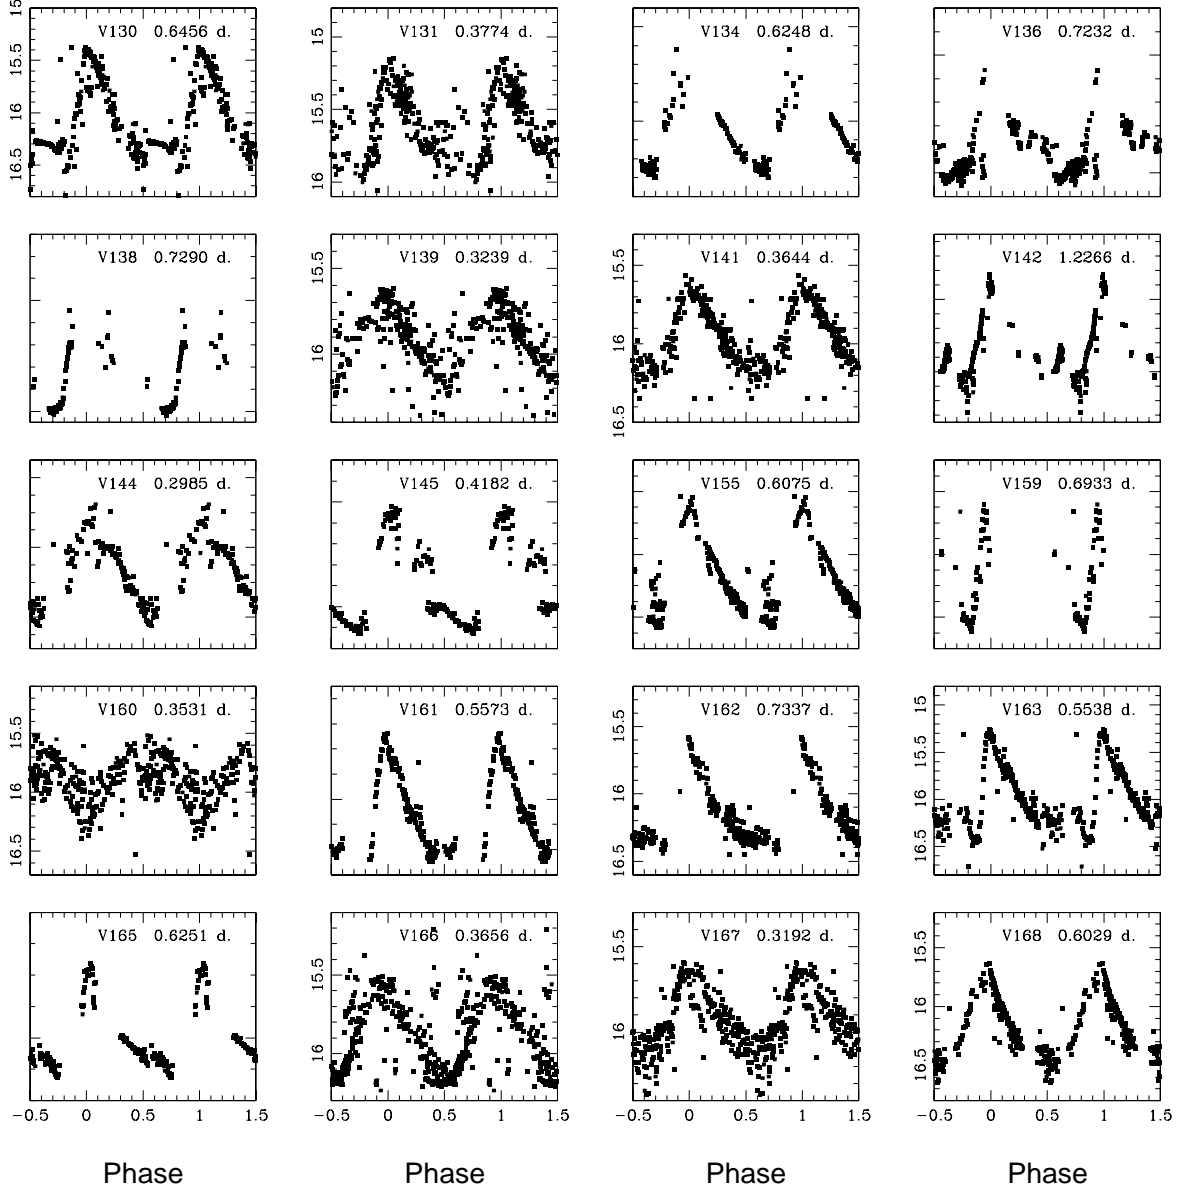 V130 0.6456 d.
V131 0.3774 d.
V134 0.6248 d.
V136 0.7232 d.
15
15.5
16
16.5
15
15.5
16
V138 0.7290 d.
V139 0.3239 d.
V141 0.3644 d.
V142 1.2266 d.
15.5
16
15.5
16
16.5
V144 0.2985 d.
V145 0.4182 d.
V155 0.6075 d.
V159 0.6933 d.
V160 0.3531 d.
V161 0.5573 d.
V162 0.7337 d.
V163 0.5538 d.
15.5
16
16.5
15.5
16
16.5
15
15.5
16
16.5
V165 0.6251 d.
V166 0.3656 d.
V167 0.3192 d.
V168 0.6029 d.
15.5
16
15.5
16
15.5
16
16.5
−0.5 0 0.5 1 1.5
−0.5 0 0.5 1 1.5
−0.5 0 0.5 1 1.5
−0.5 0 0.5 1 1.5
Phase
Phase
Phase
Phase